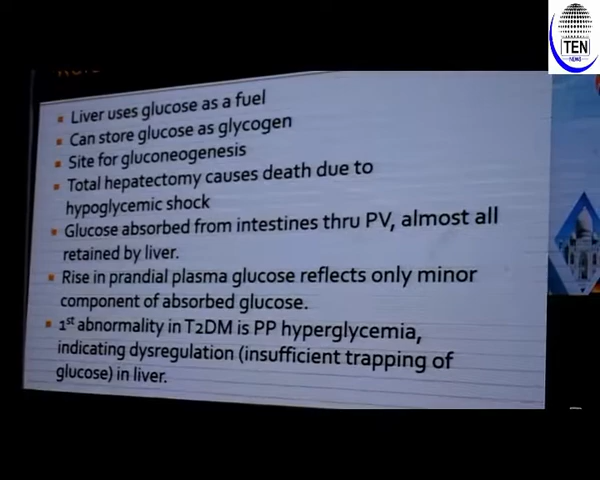 TEN
NEWS
Liver uses glucose as a fuel
Can store glucose as glycogen
Site for gluconeogenesis
Total hepatectomy causes death due to
hypoglycemic shock
Glucose absorbed from intestines thru PV, almost all
retained by liver.
Rise in prandial plasma glucose reflects only minor
component of absorbed glucose.
1st abnormality in T2DM is PP hyperglycemia,
indicating dysregulation (insufficient trapping of
glucose) in liver.